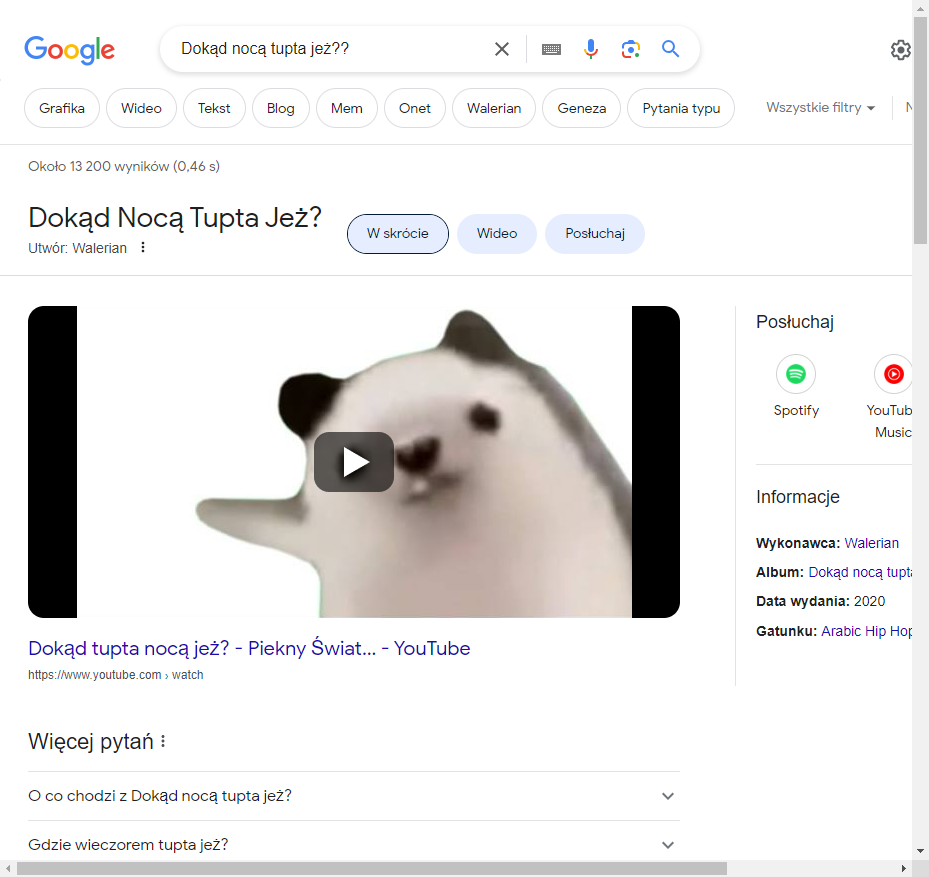 Google
Dokąd nocą tupta jeż??
Grafika
Wideo
Tekst
Blog
Mem
Onet
Walerian
Geneza
Pytania typu
Wszystkie filtry
Około 13 200 wyników (0,46 s)
Dokąd Nocą Tupta Jeż?
Utwór: Walerian
W skrócie
Wideo
Posłuchaj
Dokąd tupta nocą jeż? - Piekny Świat... - YouTube
https://www.youtube.com › watch
Więcej pytań
O co chodzi z Dokąd nocą tupta jeż?
Gdzie wieczorem tupta jeż?
Posłuchaj
Spotify
YouTub
Music
Informacje
Wykonawca: Walerian
Album: Dokąd nocą tupta
Data wydania: 2020
Gatunku: Arabic Hip Hop